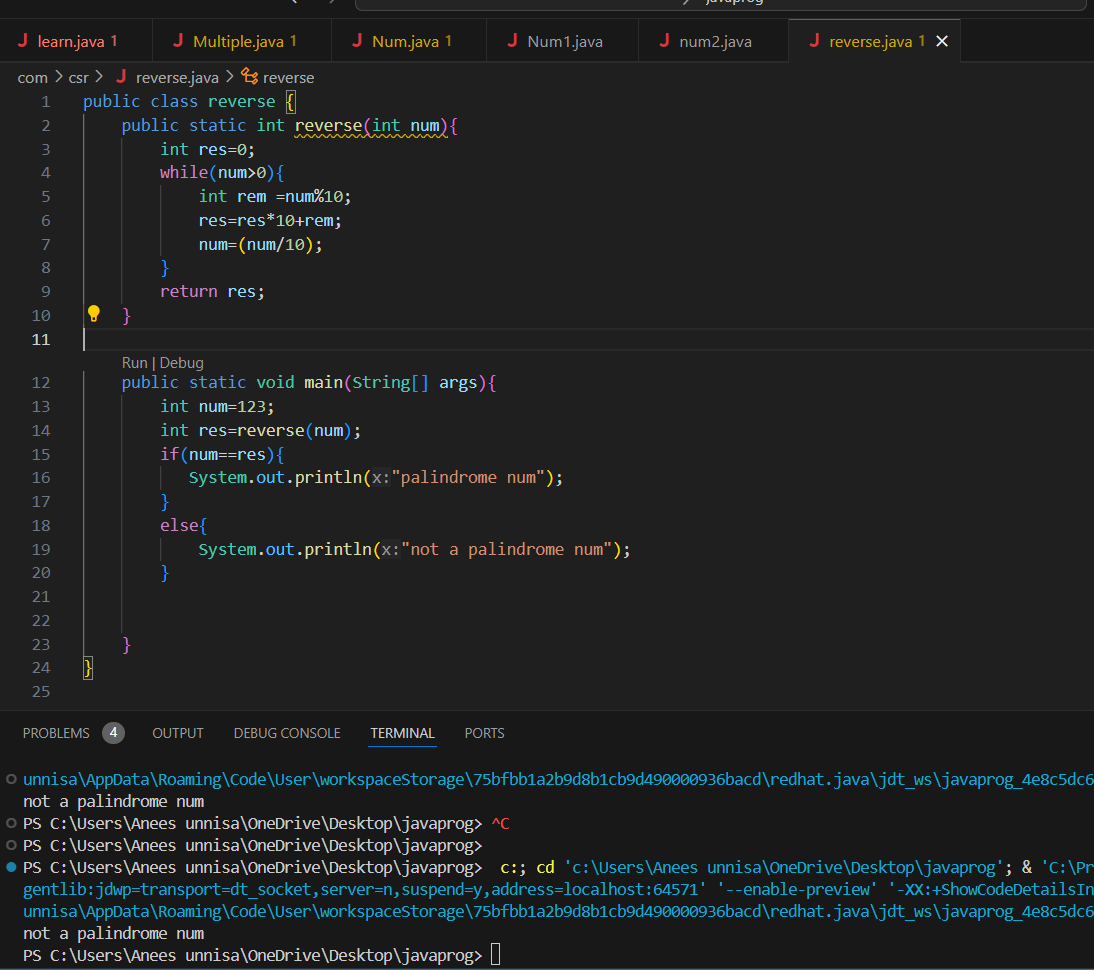 javaprog
J learn.java 1 J Multiple.java 1 J Num.java 1 J Num1.java J num2.java J reverse.java 1 ×
com > csr > J reverse.java > reverse
1 public class reverse {
2 public static int reverse(int num){
3 int res=0;
4 while(num>0){
5 int rem =num%10;
6 res=res*10+rem;
7 num=(num/10);
8 }
9 return res;
10 }
11
Run | Debug
12 public static void main(String[] args){
13 int num=123;
14 int res=reverse(num);
15 if(num==res){
16 System.out.println(x:"palindrome num");
17 }
18 else{
19 System.out.println(x:"not a palindrome num");
20 }
21
22
23 }
24 }
25
PROBLEMS 4 OUTPUT DEBUG CONSOLE TERMINAL PORTS
unnisa\AppData\Roaming\Code\User\workspaceStorage\75bfbb1a2b9d8b1cb9d490000936bacd\redhat.java\jdt_ws\javaprog_4e8c5dc6
not a palindrome num
PS C:\Users\Anees unnisa\OneDrive\Desktop\javaprog> ^C
PS C:\Users\Anees unnisa\OneDrive\Desktop\javaprog>
PS C:\Users\Anees unnisa\OneDrive\Desktop\javaprog> c:; cd 'c:\Users\Anees unnisa\OneDrive\Desktop\javaprog'; & 'C:\Pr
gentlib:jdwp=transport=dt_socket,server=n,suspend=y,address=localhost:64571' '--enable-preview' '-XX:+ShowCodeDetailsIn
unnisa\AppData\Roaming\Code\User\workspaceStorage\75bfbb1a2b9d8b1cb9d490000936bacd\redhat.java\jdt_ws\javaprog_4e8c5dc6
not a palindrome num
PS C:\Users\Anees unnisa\OneDrive\Desktop\javaprog>